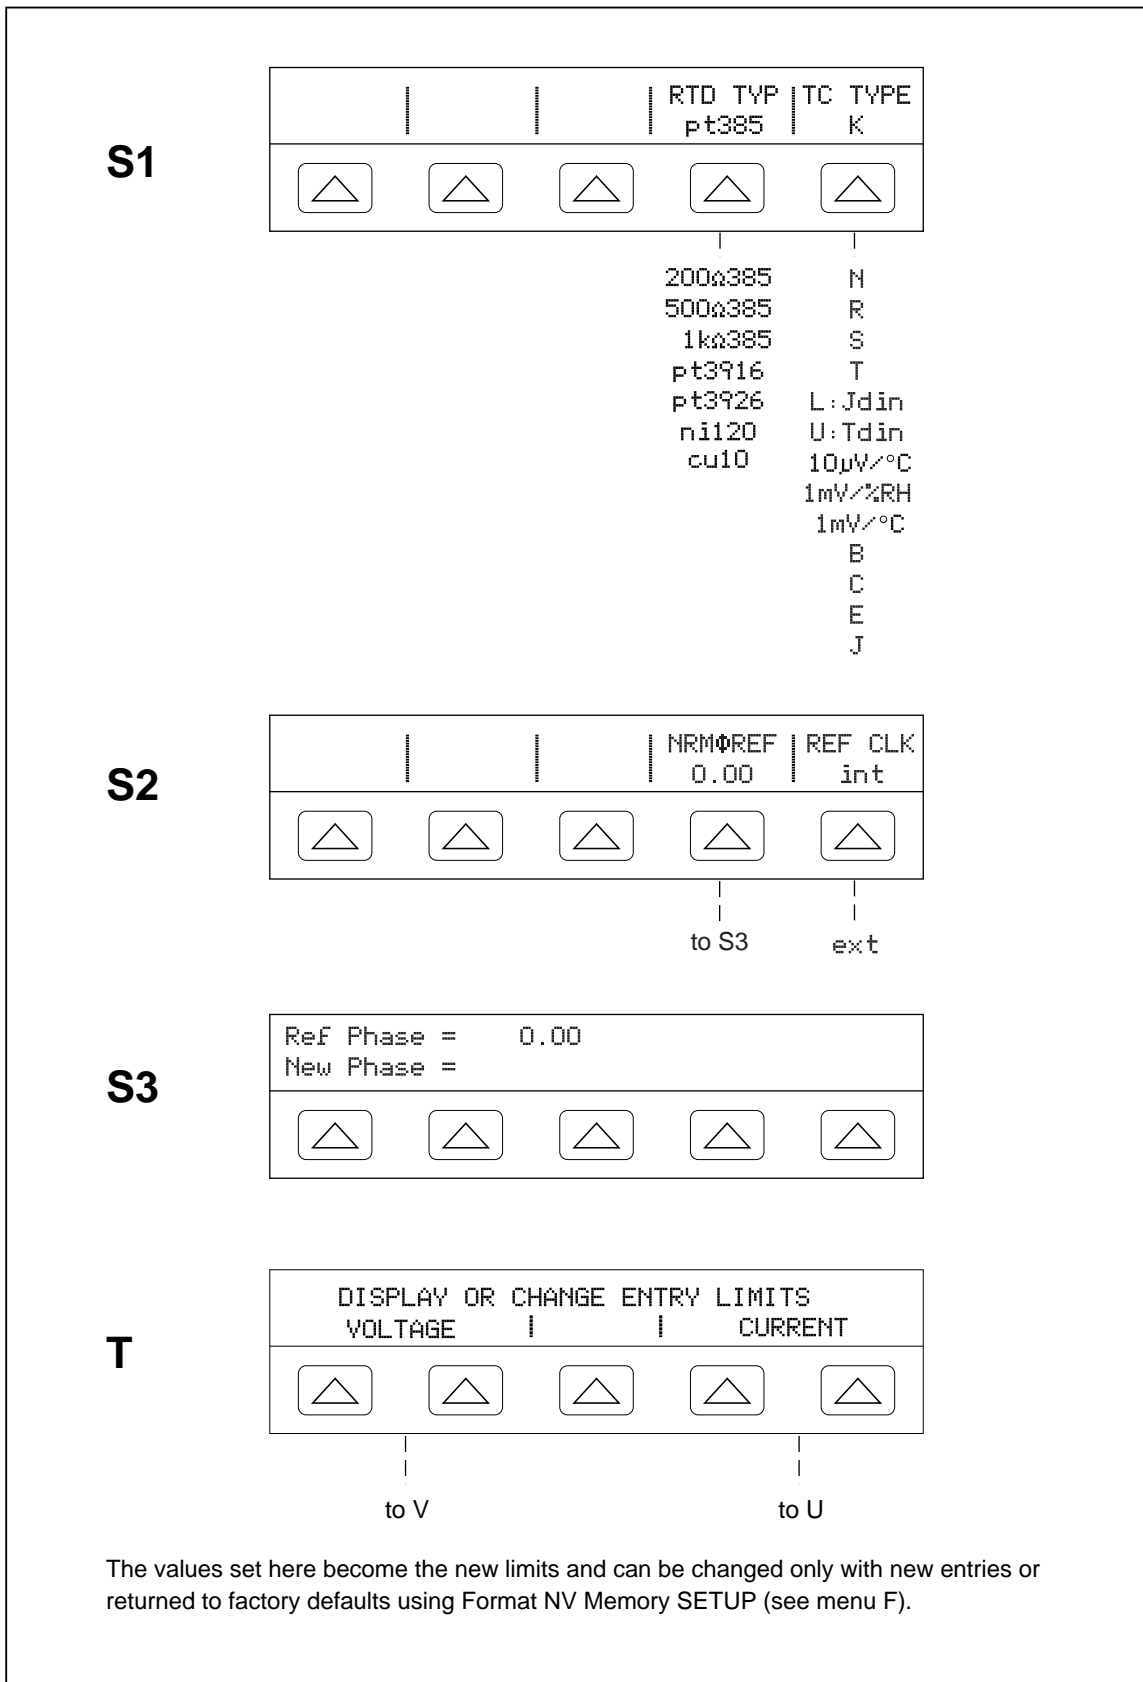 S1
RTD TYP TC TYPE
pt385 K
200Ω385 N
500Ω385 R
1kΩ385 S
pt3916 T
pt3926 L:Jdin
ni120 U:Tdin
cu10 10µV/°C
1mV/%RH
1mV/°C
B
C
E
J
S2
NRMΦREF REF CLK
0.00 int
to S3 ext
S3
Ref Phase = 0.00
New Phase =
T
DISPLAY OR CHANGE ENTRY LIMITS
VOLTAGE CURRENT
to V to U
The values set here become the new limits and can be changed only with new entries or
returned to factory defaults using Format NV Memory SETUP (see menu F).